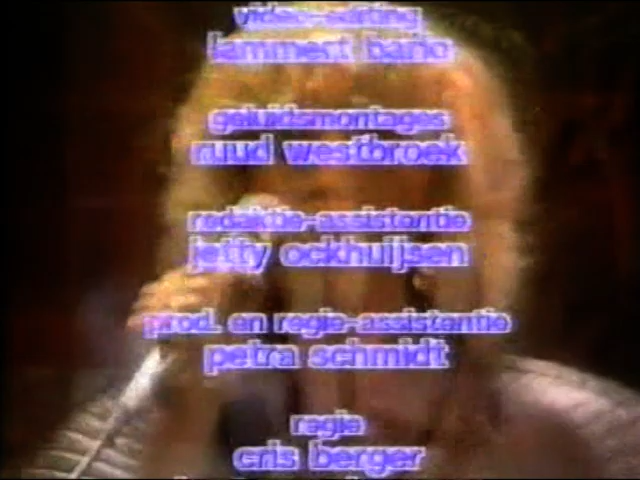 video-editing
lammert bario
geluidsmontages
ruud westbroek
redaktie-assistentie
jetty ockhuijsen
prod. en regie-assistentie
petra schmidt
regie
cris berger